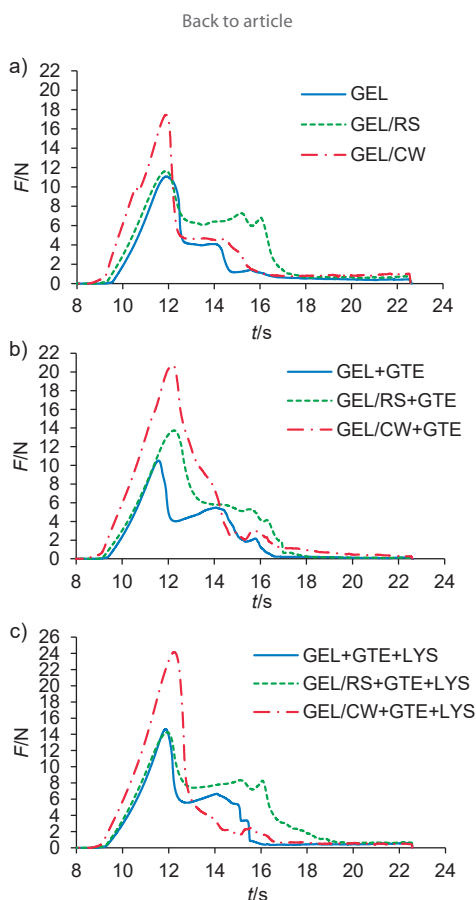 Back to article
a)
22
20
18
16
14
12
10
8
6
4
2
0
F/N
GEL
GEL/RS
GEL/CW
8 10 12 14 16 18 20 22 24
t/s
b)
22
20
18
16
14
12
10
8
6
4
2
0
F/N
GEL+GTE
GEL/RS+GTE
GEL/CW+GTE
8 10 12 14 16 18 20 22 24
t/s
c)
26
24
22
20
18
16
14
12
10
8
6
4
2
0
F/N
GEL+GTE+LYS
GEL/RS+GTE+LYS
GEL/CW+GTE+LYS
8 10 12 14 16 18 20 22 24
t/s